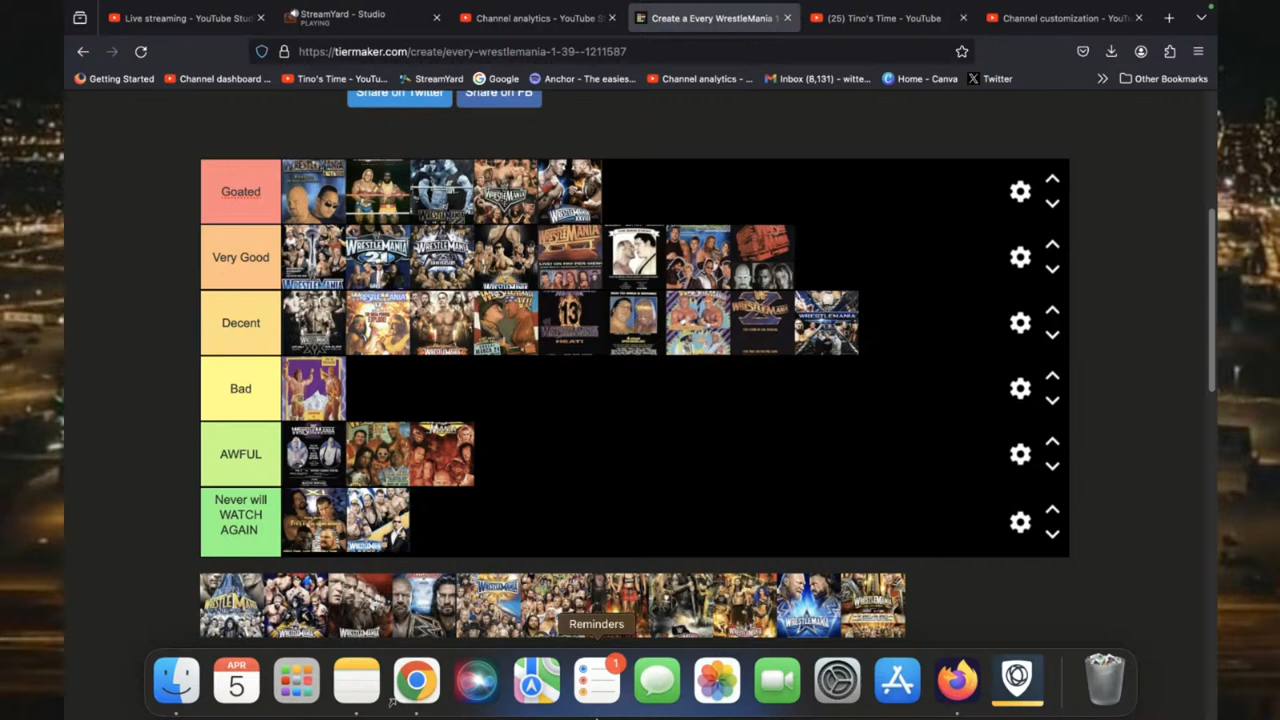 Live streaming - YouTube Stu
StreamYard - Studio
PLAYING
Channel analytics - YouTube S
Create a Every WrestleMania 1
(25) Tino's Time - YouTube
Channel customization - YouTu
https://tiermaker.com/create/every-wrestlemania-1-39--1211587
Getting Started
Channel dashboard ...
Tino's Time - YouTu...
StreamYard
Google
Anchor - The easies...
Channel analytics - ...
Inbox (8,131) - witte...
Home - Canva
Twitter
Other Bookmarks
Share on Twitter
Share on FB
Goated
Very Good
Decent
Bad
AWFUL
Never will
WATCH
AGAIN
Reminders
APR
5
1